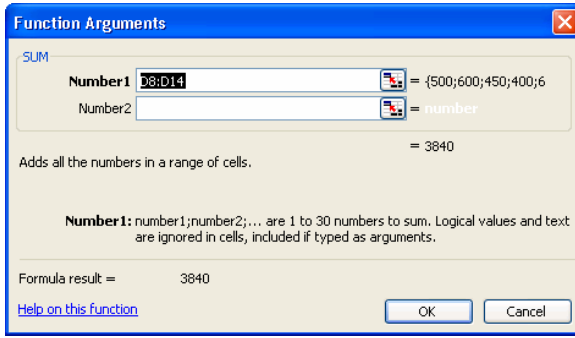 Function Arguments
SUM
Number1 D8:D14 = {500;600;450;400;6
Number2 = number
= 3840
Adds all the numbers in a range of cells.
Number1: number1;number2;... are 1 to 30 numbers to sum. Logical values and text
are ignored in cells, included if typed as arguments.
Formula result = 3840
Help on this function
OK Cancel